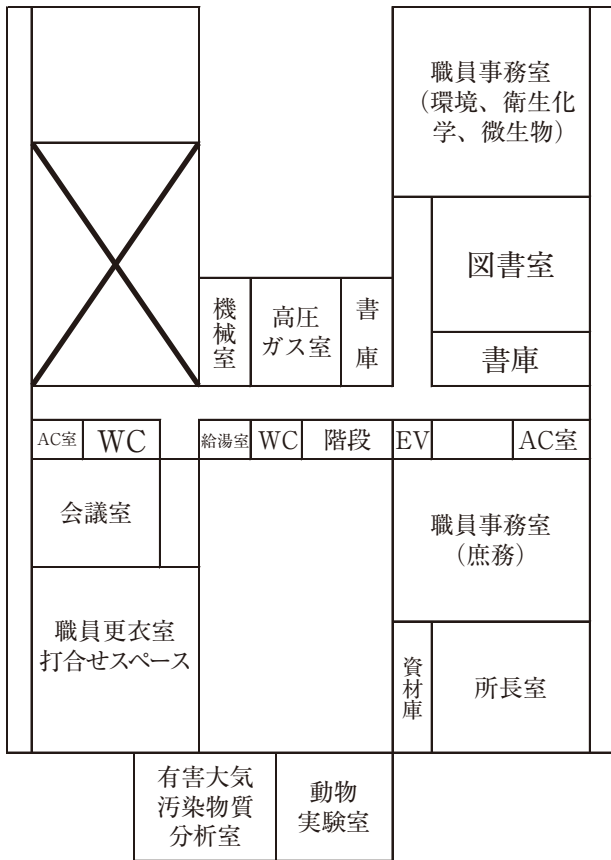 職員事務室
(環境、衛生化
学、微生物)
図書室
機械室
高圧
ガス室
書庫
書庫
AC室
WC
給湯室
WC
階段
EV
AC室
会議室
職員事務室
(庶務)
職員更衣室
打合せスペース
資材庫
所長室
有害大気
汚染物質
分析室
動物
実験室